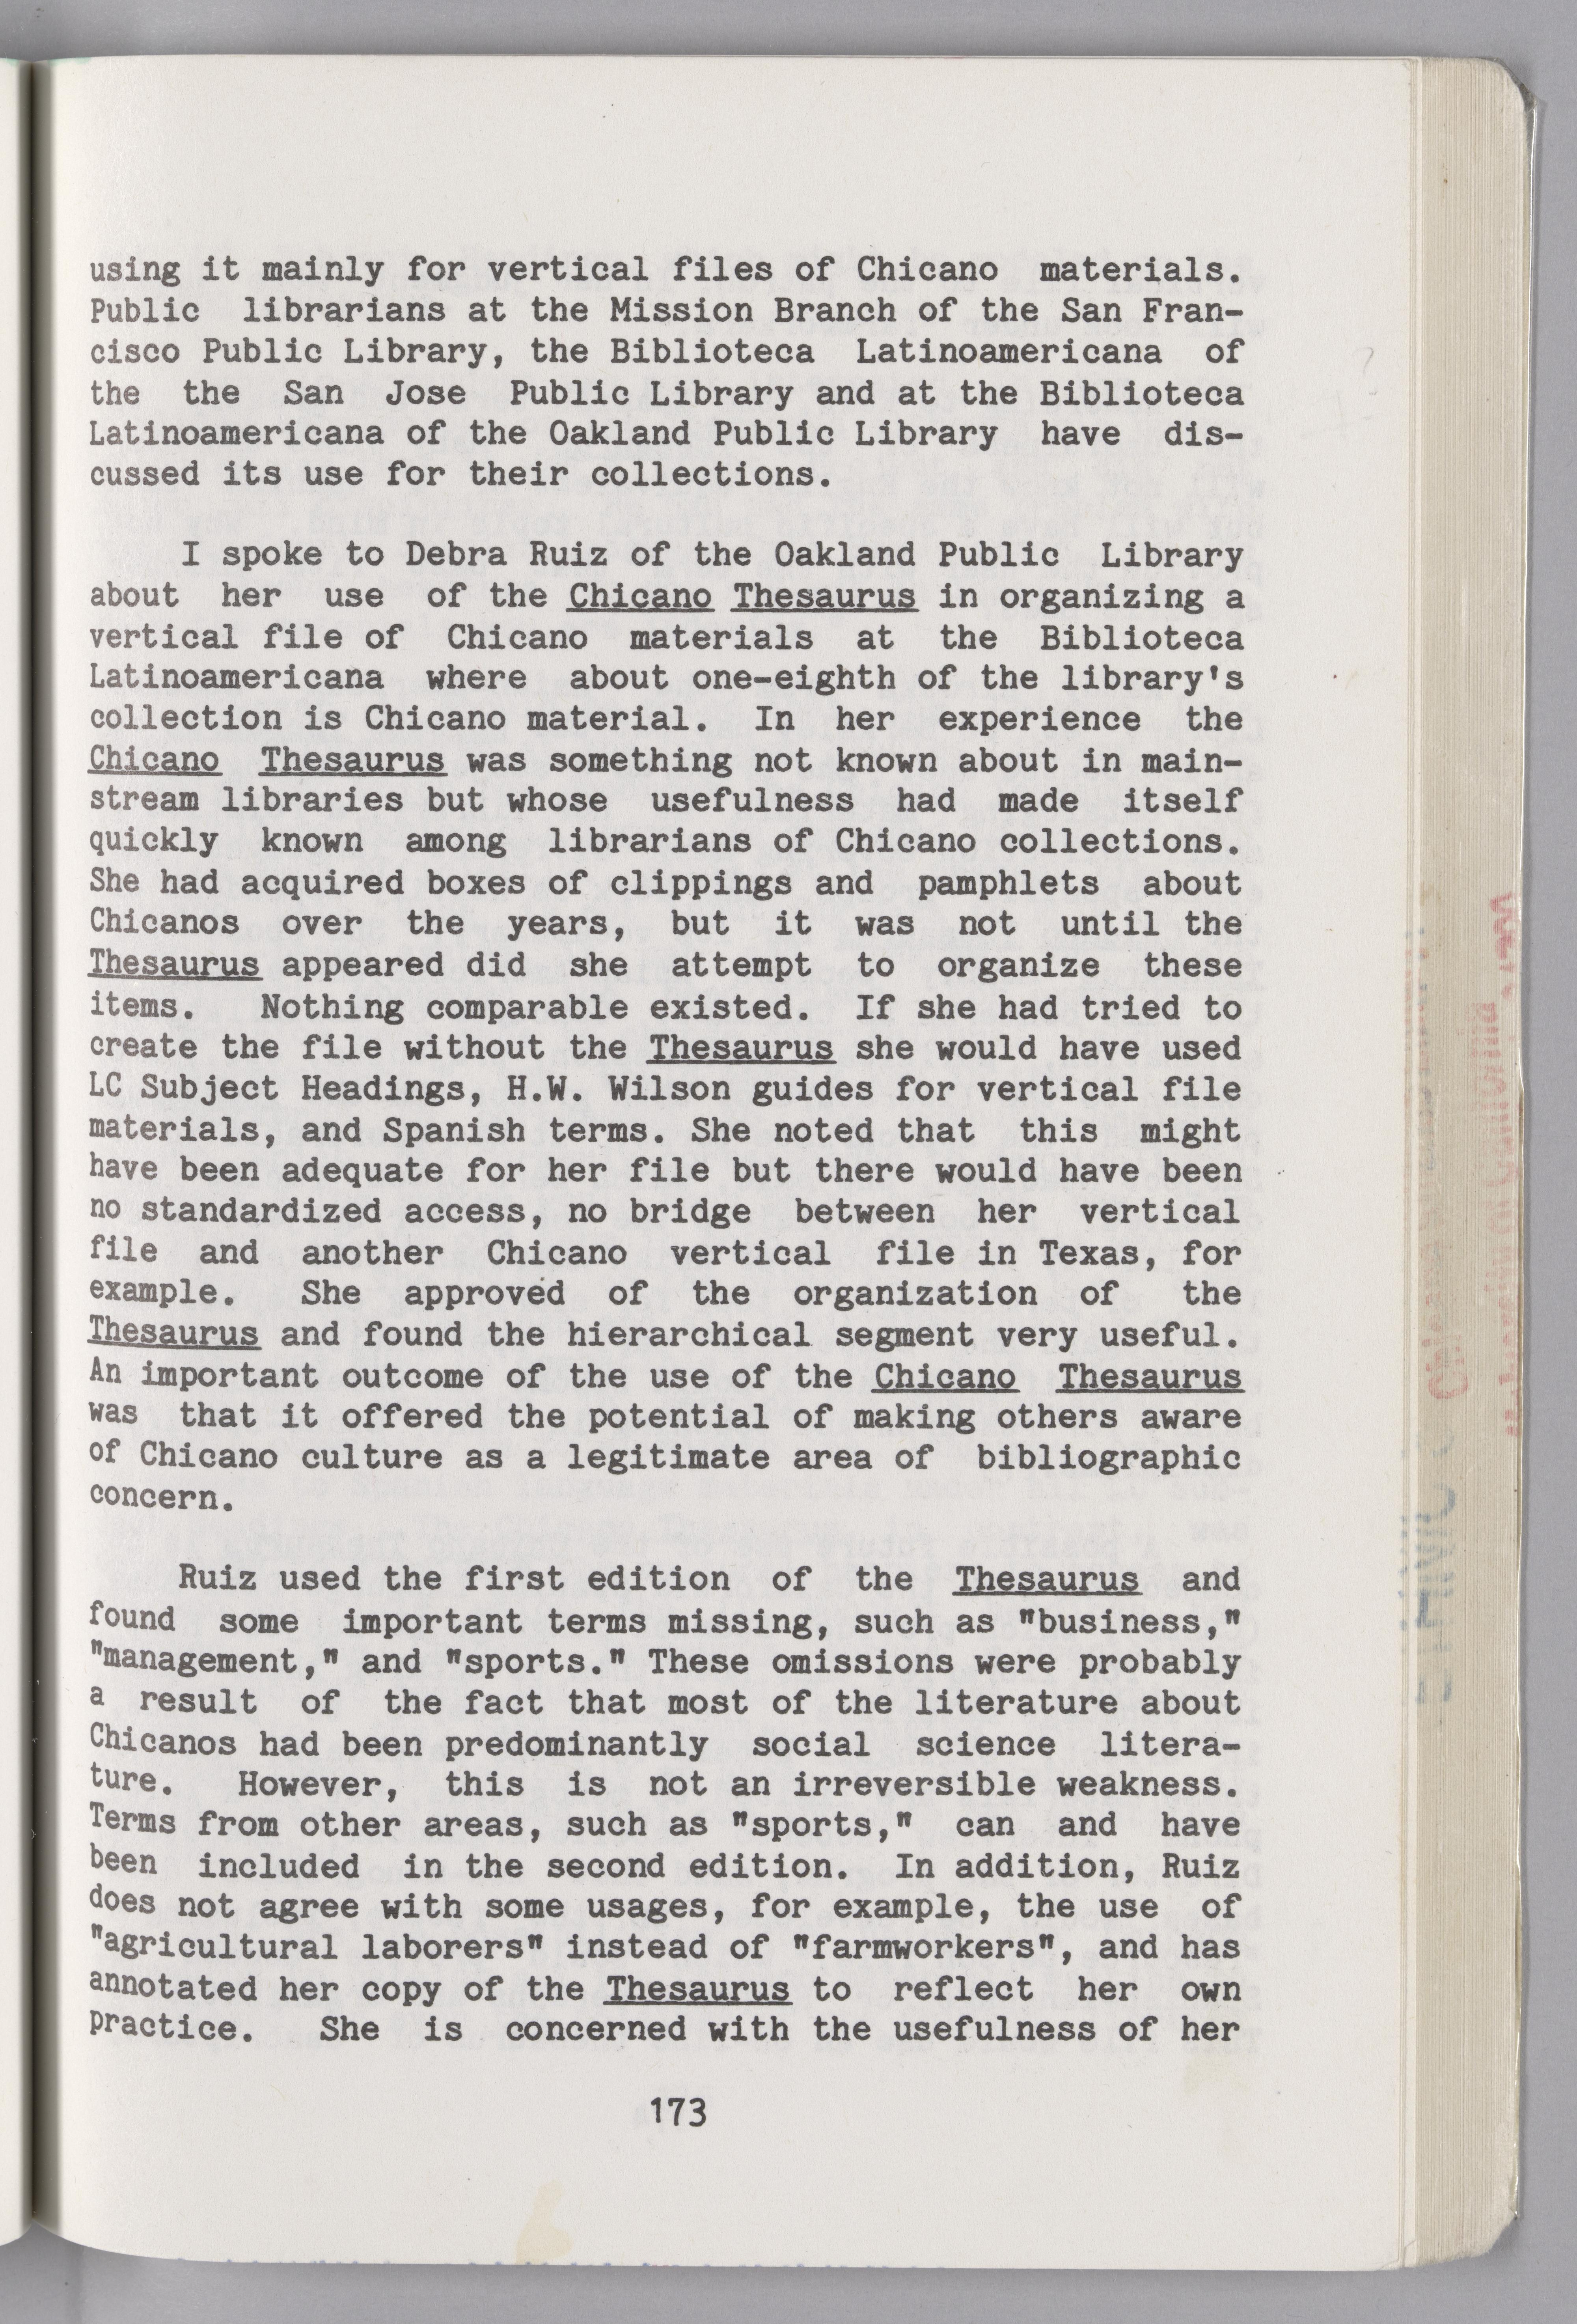 using it mainly for vertical files of Chicano materials.
Public librarians at the Mission Branch of the San Fran-
cisco Public Library, the Biblioteca Latinoamericana of
the the San Jose Public Library and at the Biblioteca
Latinoamericana of the Oakland Public Library have dis-
cussed its use for their collections.
I spoke to Debra Ruiz of the Oakland Public Library
about her use of the Chicano Thesaurus in organizing a
vertical file of Chicano materials at the Biblioteca
Latinoamericana where about one-eighth of the library's
collection is Chicano material. In her experience the
Chicano Thesaurus was something not known about in main-
stream libraries but whose usefulness had made itself
quickly known among librarians of Chicano collections.
She had acquired boxes of clippings and pamphlets about
Chicanos over the years, but it was not until the
Thesaurus appeared did she attempt to organize these
items. Nothing comparable existed. If she had tried to
create the file without the Thesaurus she would have used
LC Subject Headings, H.W. Wilson guides for vertical file
materials, and Spanish terms. She noted that this might
have been adequate for her file but there would have been
no standardized access, no bridge between her vertical
file and another Chicano vertical file in Texas, for
example. She approved of the organization of the
Thesaurus and found the hierarchical segment very useful.
An important outcome of the use of the Chicano Thesaurus
was that it offered the potential of making others aware
of Chicano culture as a legitimate area of bibliographic
concern.
Ruiz used the first edition of the Thesaurus and
found some important terms missing, such as "business,"
"management," and "sports." These omissions were probably
a result of the fact that most of the literature about
Chicanos had been predominantly social science litera-
ture. However, this is not an irreversible weakness.
Terms from other areas, such as "sports," can and have
been included in the second edition. In addition, Ruiz
does not agree with some usages, for example, the use of
"agricultural laborers" instead of "farmworkers", and has
annotated her copy of the Thesaurus to reflect her own
practice. She is concerned with the usefulness of her
173